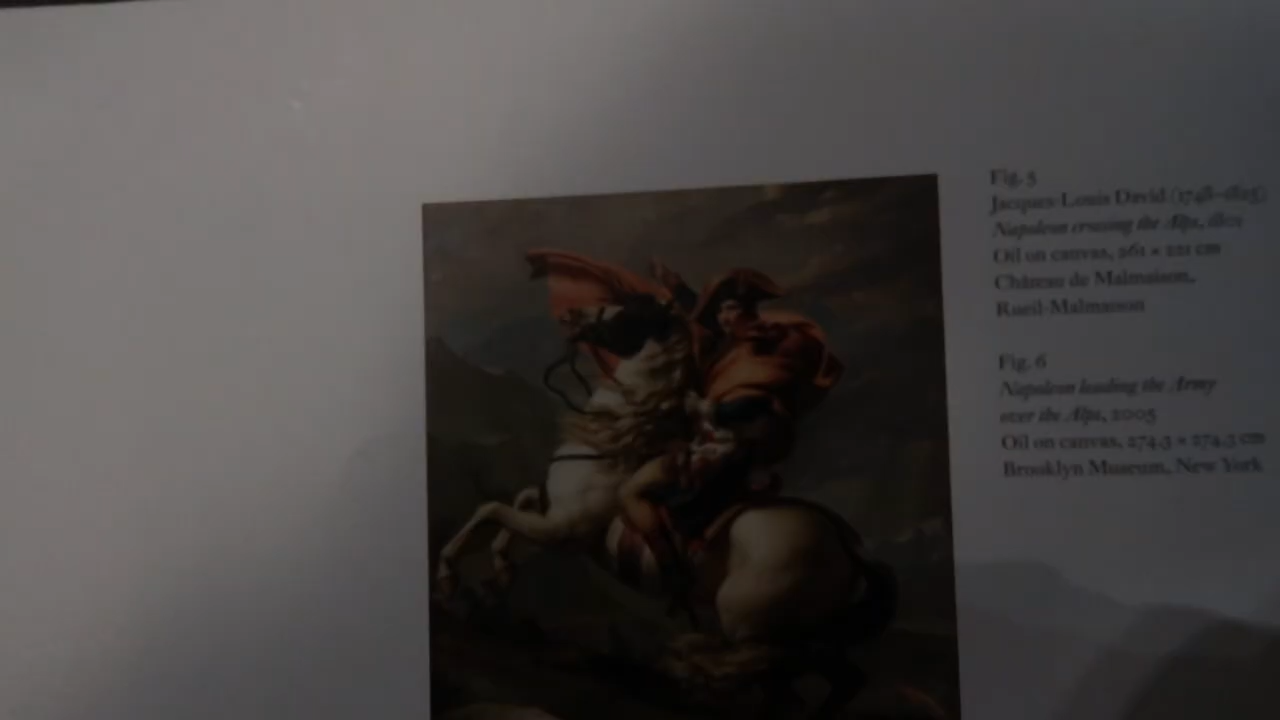 Fig. 5
Jacques-Louis David (1748–1825)
Napoleon crossing the Alps, 1801
Oil on canvas, 261 × 221 cm
Château de Malmaison,
Rueil-Malmaison
Fig. 6
Napoleon leading the Army
over the Alps, 2005
Oil on canvas, 274.3 × 274.3 cm
Brooklyn Museum, New York